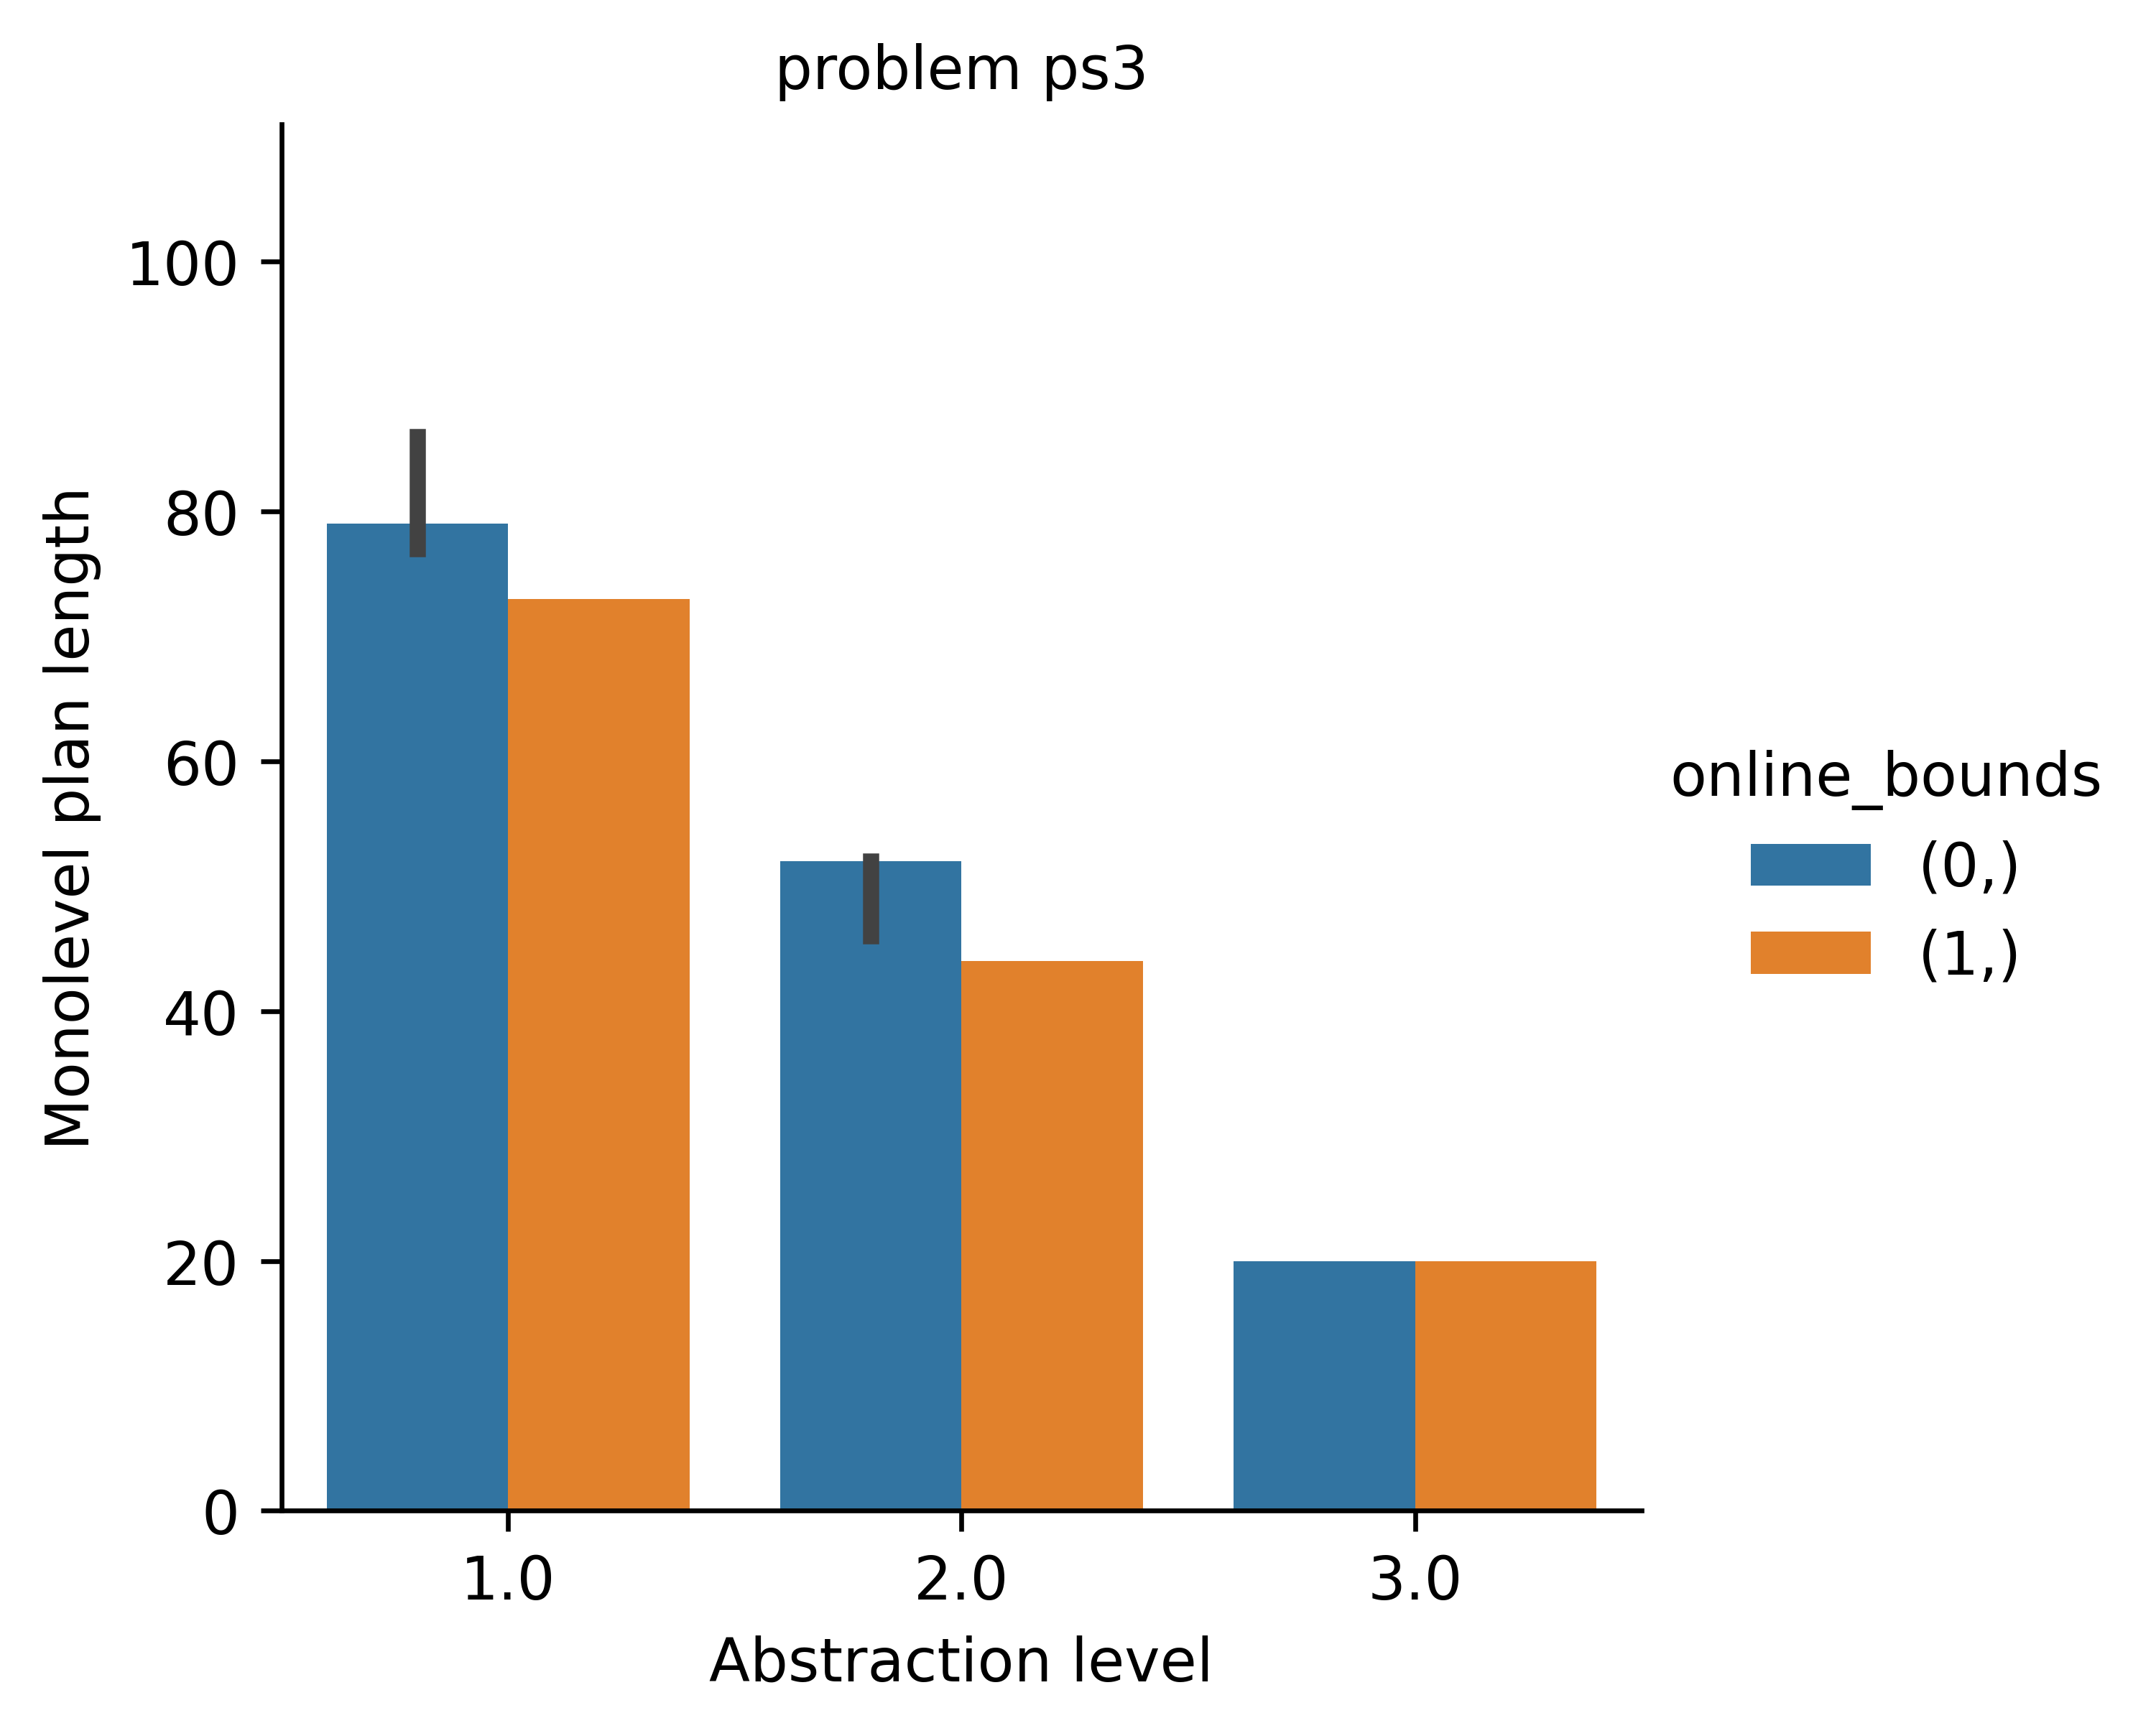 problem ps3
Monolevel plan length
100
80
60
40
20
0
1.0 2.0 3.0
Abstraction level
online_bounds
(0,)
(1,)